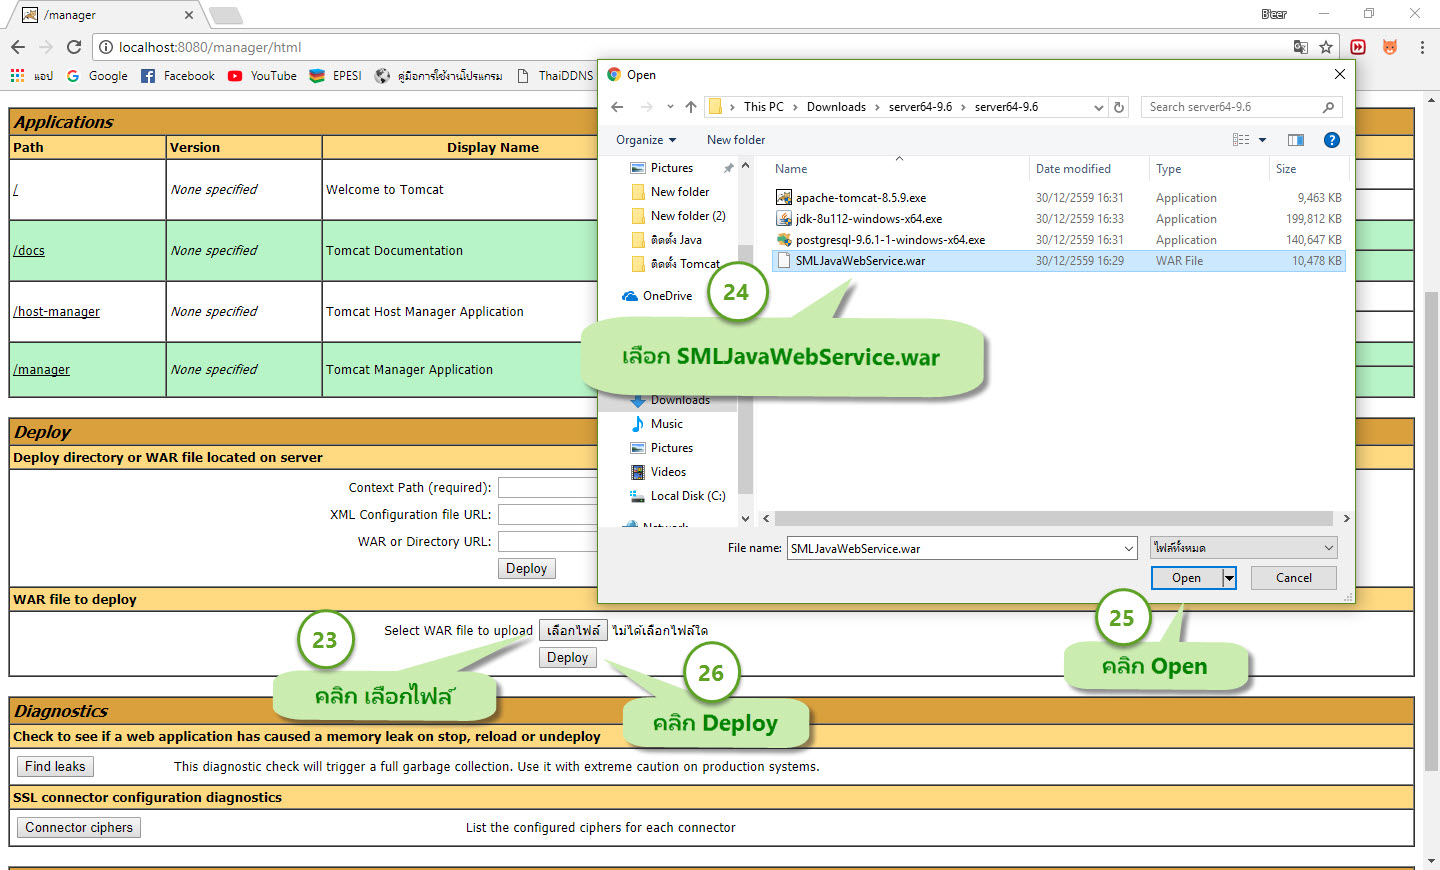 /manager
B'eer
localhost:8080/manager/html
แอป Google Facebook YouTube EPESI คู่มือการใช้งานโปรแกรม ThaiDDNS
Applications
Path Version Display Name
/ None specified Welcome to Tomcat
/docs None specified Tomcat Documentation
/host-manager None specified Tomcat Host Manager Application
/manager None specified Tomcat Manager Application
Deploy
Deploy directory or WAR file located on server
Context Path (required):
XML Configuration file URL:
WAR or Directory URL:
Deploy
WAR file to deploy
Select WAR file to upload เลือกไฟล์ ไม่ได้เลือกไฟล์ใด
Deploy
23
คลิก เลือกไฟล์
26
คลิก Deploy
Diagnostics
Check to see if a web application has caused a memory leak on stop, reload or undeploy
Find leaks This diagnostic check will trigger a full garbage collection. Use it with extreme caution on production systems.
SSL connector configuration diagnostics
Connector ciphers List the configured ciphers for each connector
Open
This PC Downloads server64-9.6 server64-9.6 Search server64-9.6
Organize New folder
Pictures
New folder
New folder (2)
ติดตั้ง Java
ติดตั้ง Tomcat
OneDrive
Downloads
Music
Pictures
Videos
Local Disk (C:)
Network
Name Date modified Type Size
apache-tomcat-8.5.9.exe 30/12/2559 16:31 Application 9,463 KB
jdk-8u112-windows-x64.exe 30/12/2559 16:33 Application 199,812 KB
postgresql-9.6.1-1-windows-x64.exe 30/12/2559 16:31 Application 140,647 KB
SMLJavaWebService.war 30/12/2559 16:29 WAR File 10,478 KB
24
เลือก SMLJavaWebService.war
File name: SMLJavaWebService.war ไฟล์ทั้งหมด
Open Cancel
25
คลิก Open